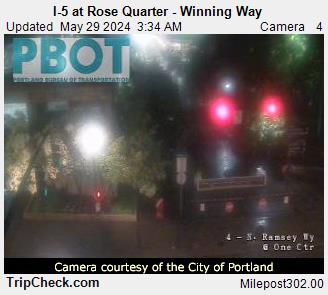 I-5 at Rose Quarter - Winning Way
Updated May 29 2024 3:34 AM Camera 4
PBOT
PORTLAND BUREAU OF TRANSPORTATION
4 - N. Ramsey Wy
@ One Ctr
Camera courtesy of the City of Portland
TripCheck.com Milepost302.00